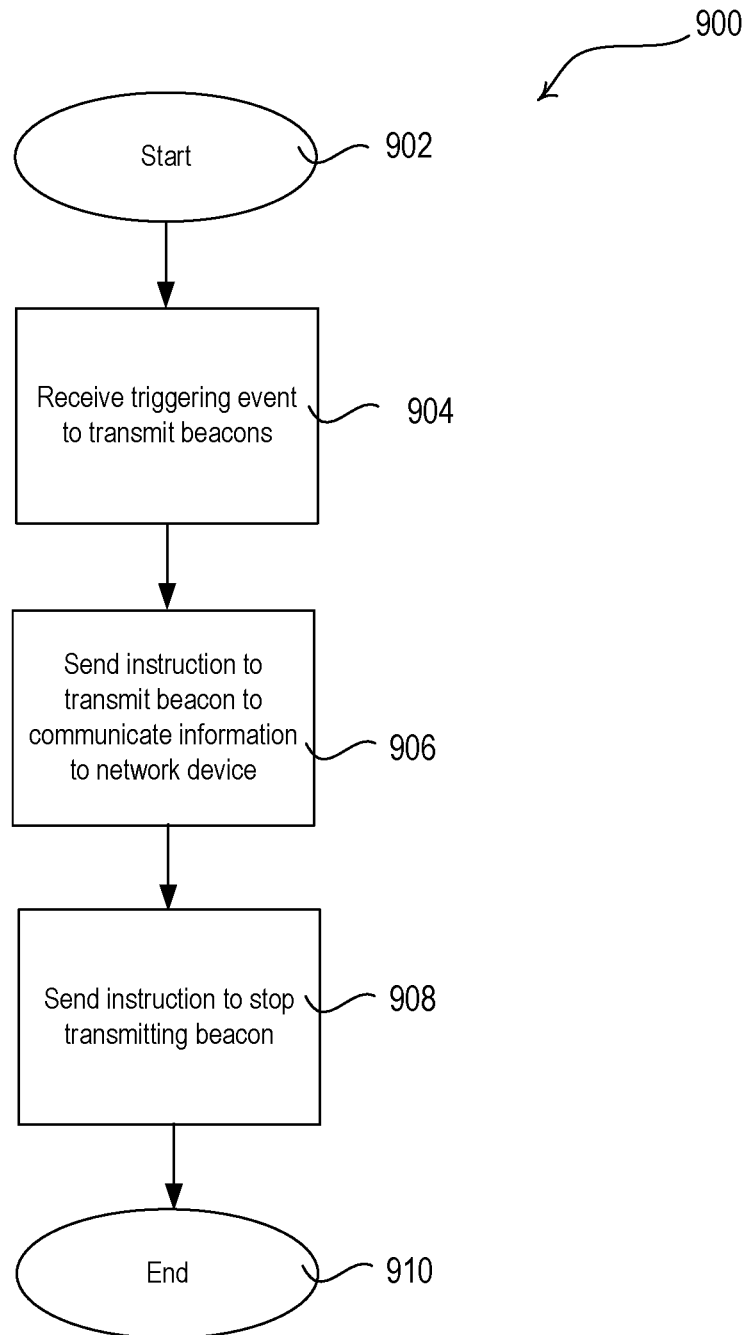 900
Start
902
Receive triggering event
to transmit beacons
904
Send instruction to
transmit beacon to
communicate information
to network device
906
Send instruction to stop
transmitting beacon
908
End
910